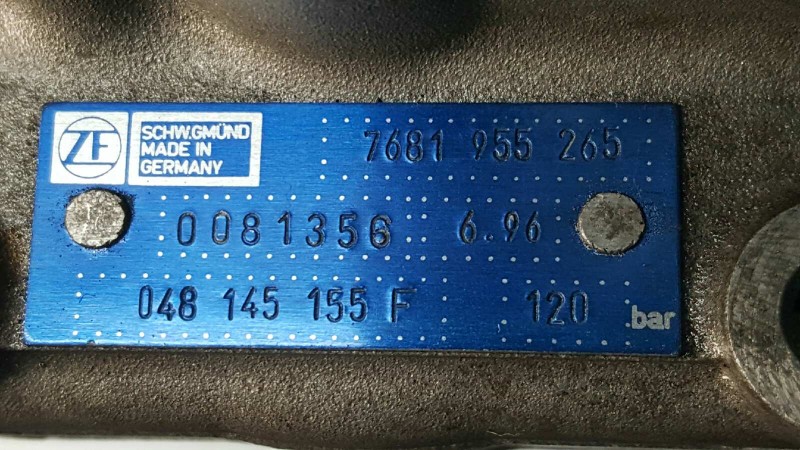 ZF
SCHW.GMÜND
MADE IN
GERMANY
7681 955 265
0081356 6.96
048 145 155 F 120 bar